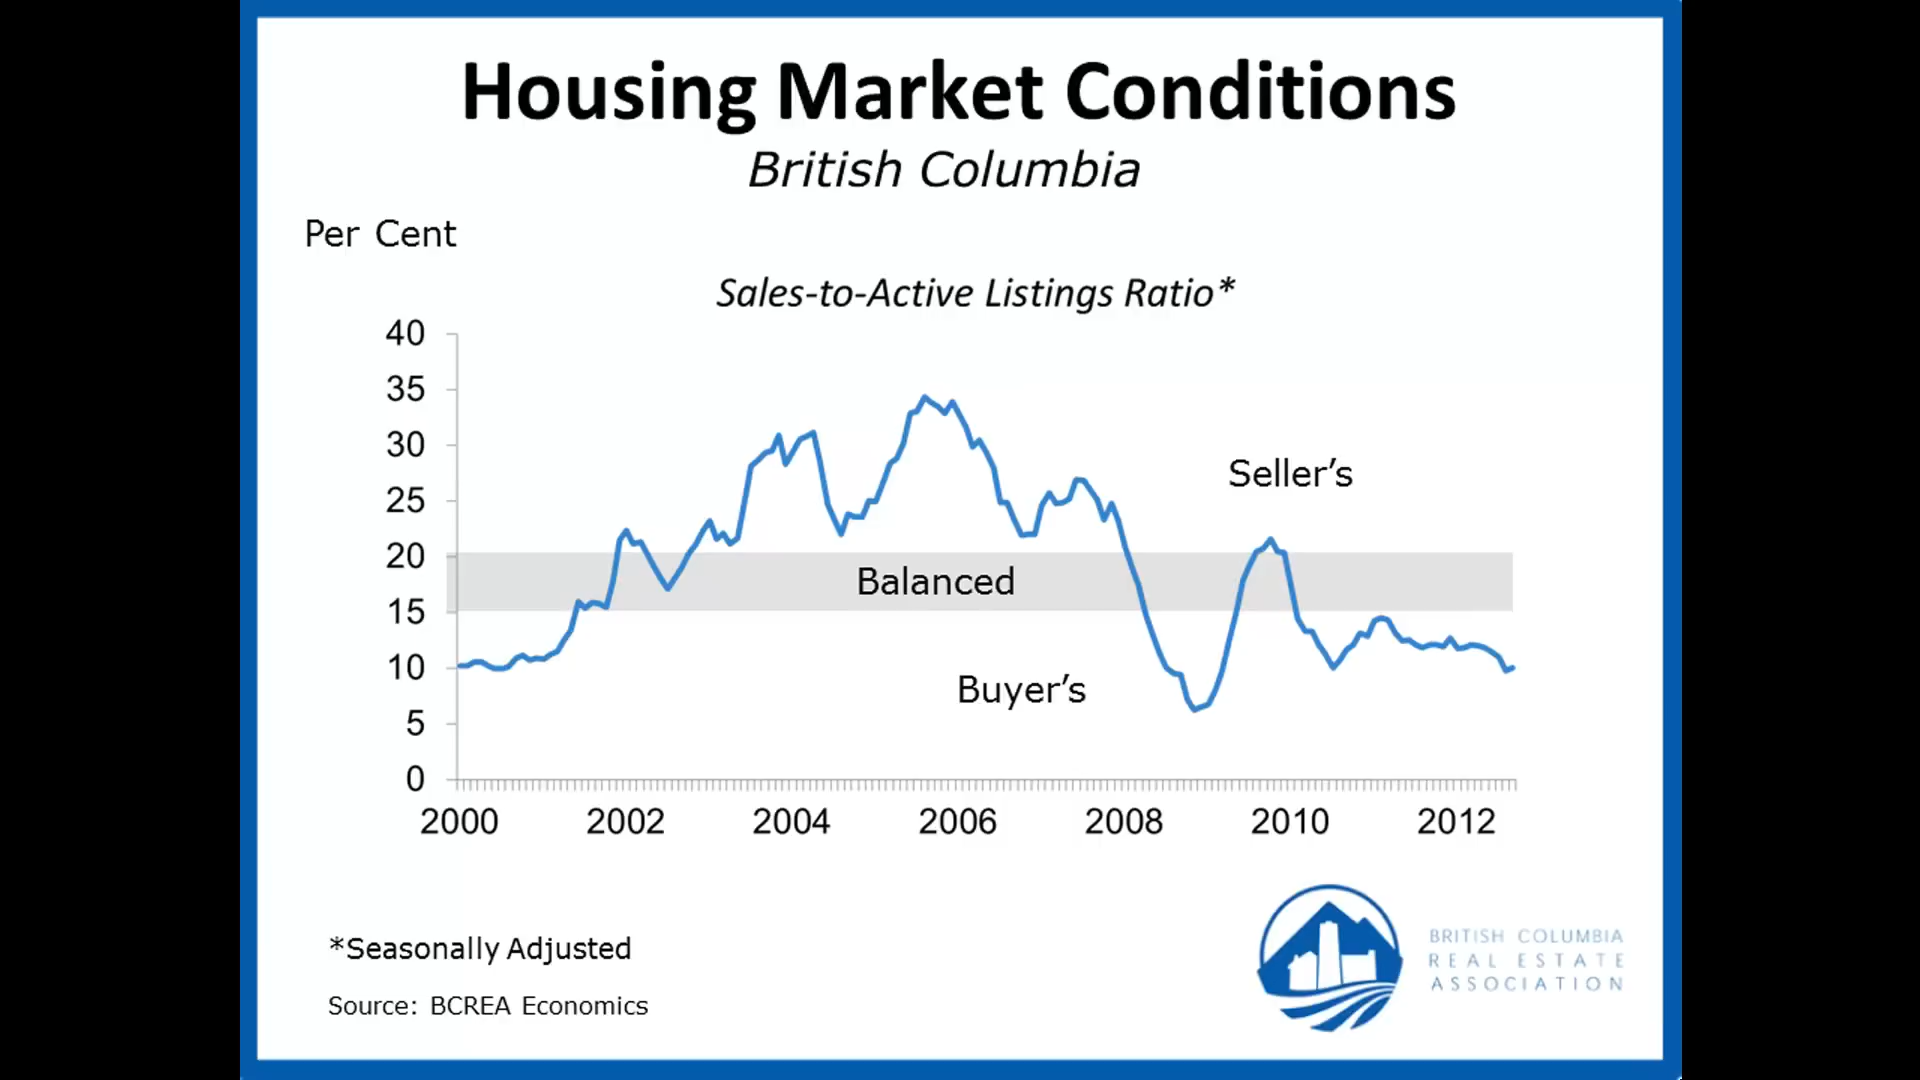 Housing Market Conditions
British Columbia
Per Cent
Sales-to-Active Listings Ratio*
40
35
30
25
20
15
10
5
0
Seller’s
Balanced
Buyer’s
2000 2002 2004 2006 2008 2010 2012
*Seasonally Adjusted
Source: BCREA Economics
BRITISH COLUMBIA
REAL ESTATE
ASSOCIATION